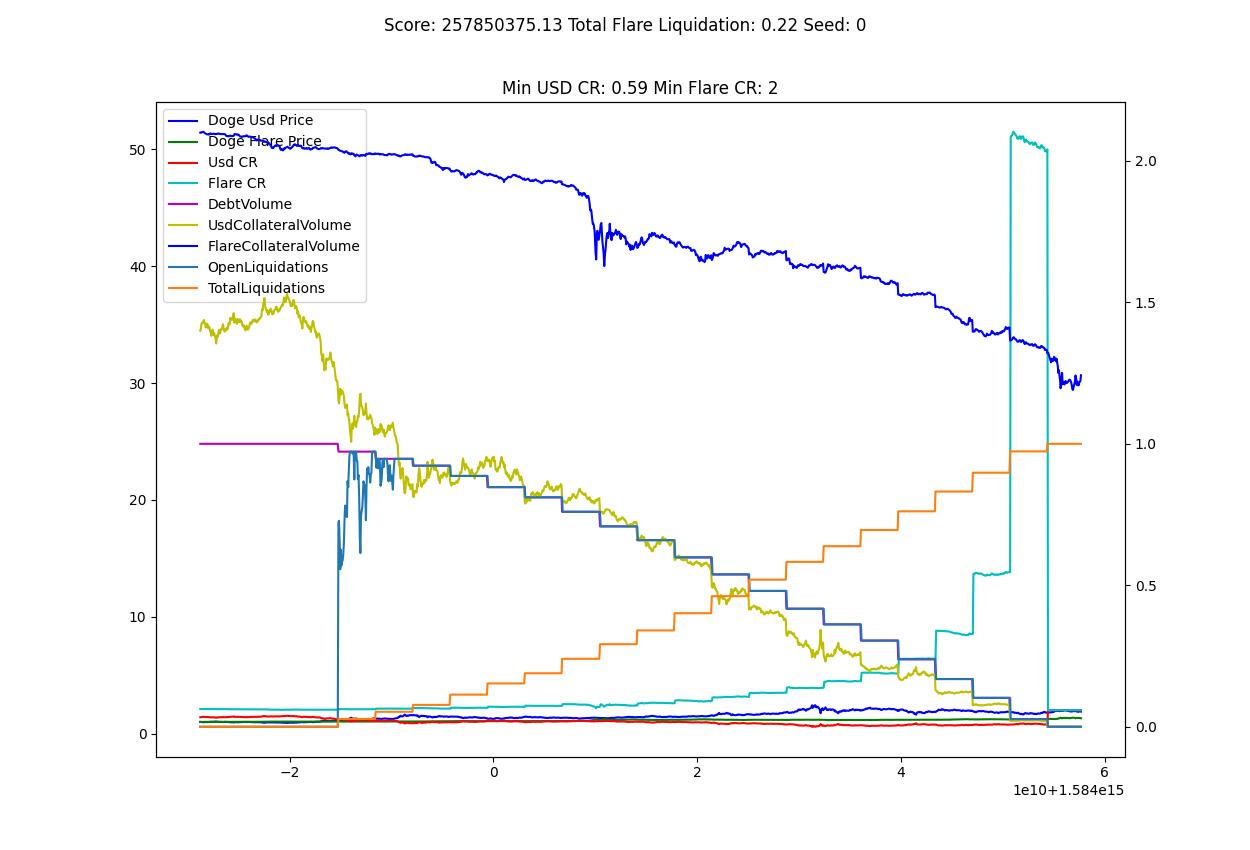 Score: 257850375.13 Total Flare Liquidation: 0.22 Seed: 0
Min USD CR: 0.59 Min Flare CR: 2
Doge Usd Price
Doge Flare Price
Usd CR
Flare CR
DebtVolume
UsdCollateralVolume
FlareCollateralVolume
OpenLiquidations
TotalLiquidations
50
40
30
20
10
0
2.0
1.5
1.0
0.5
0.0
−2
0
2
4
6
1e10+1.584e15